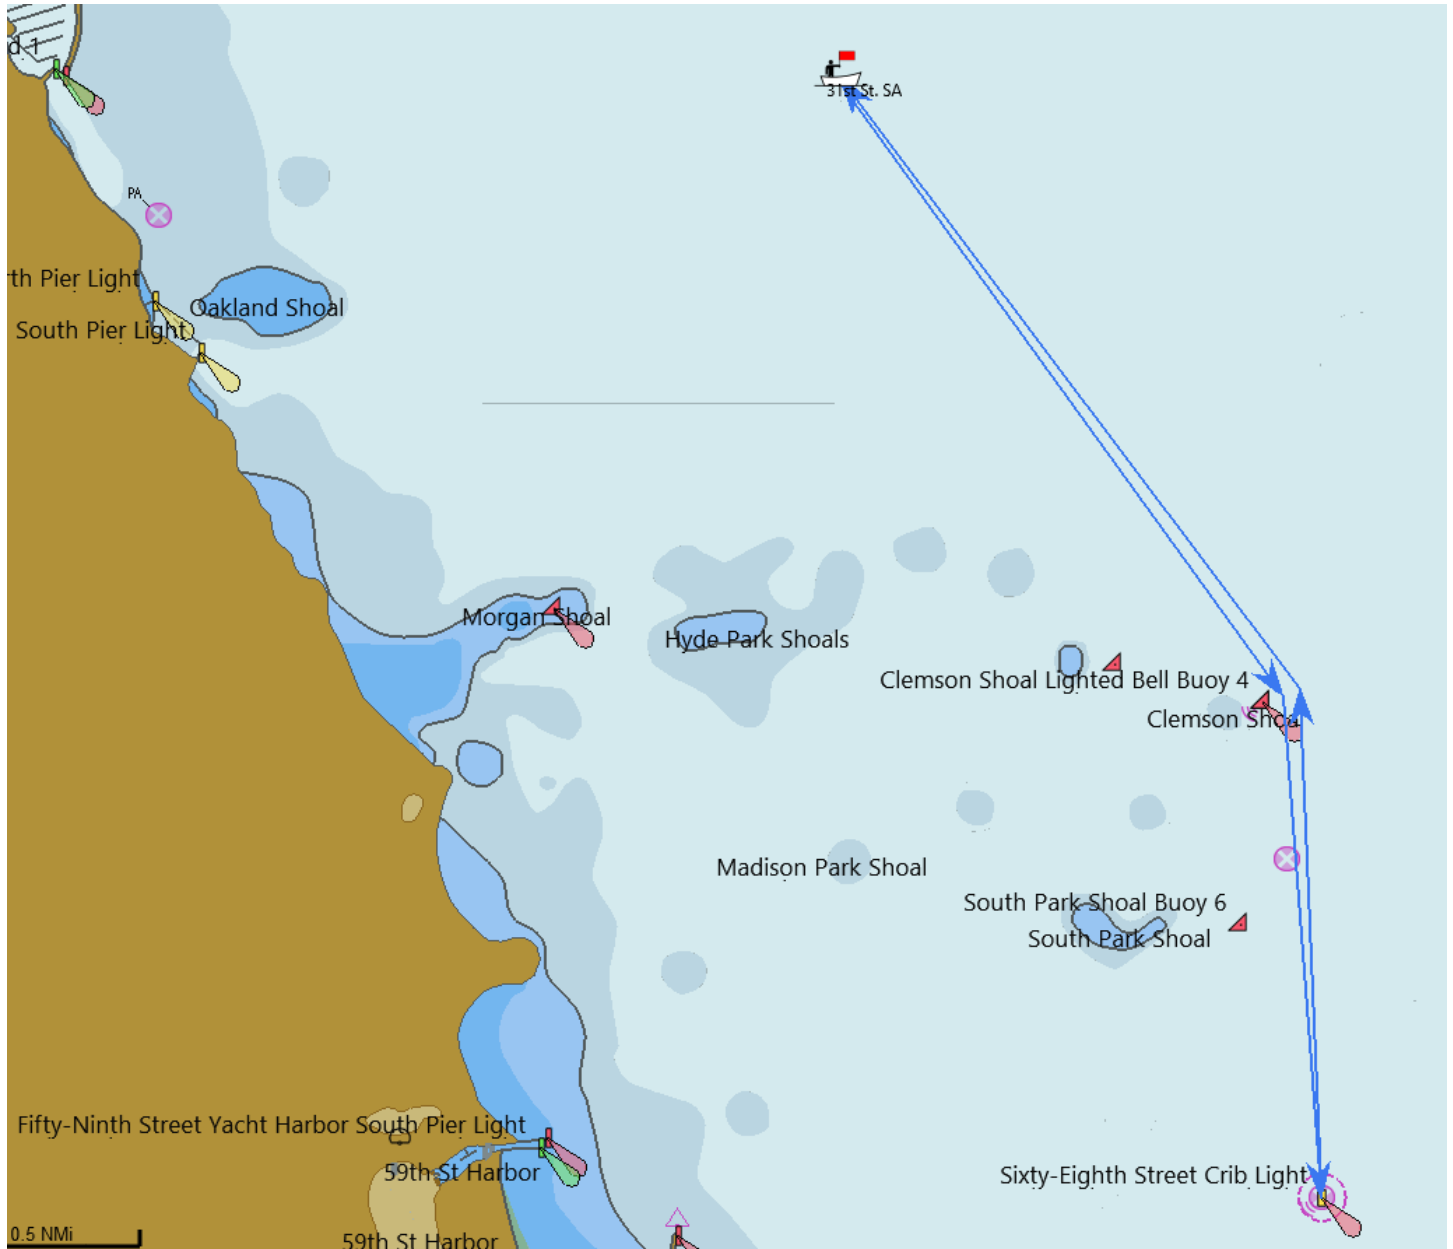 d 1
31st St. SA
PA
rth Pier Light
Oakland Shoal
South Pier Light
Morgan Shoal
Hyde Park Shoals
Clemson Shoal Lighted Bell Buoy 4
Clemson Shoa
Madison Park Shoal
South Park Shoal Buoy 6
South Park Shoal
Fifty-Ninth Street Yacht Harbor South Pier Light
59th St Harbor
Sixty-Eighth Street Crib Light
0.5 NMi
59th St Harbor